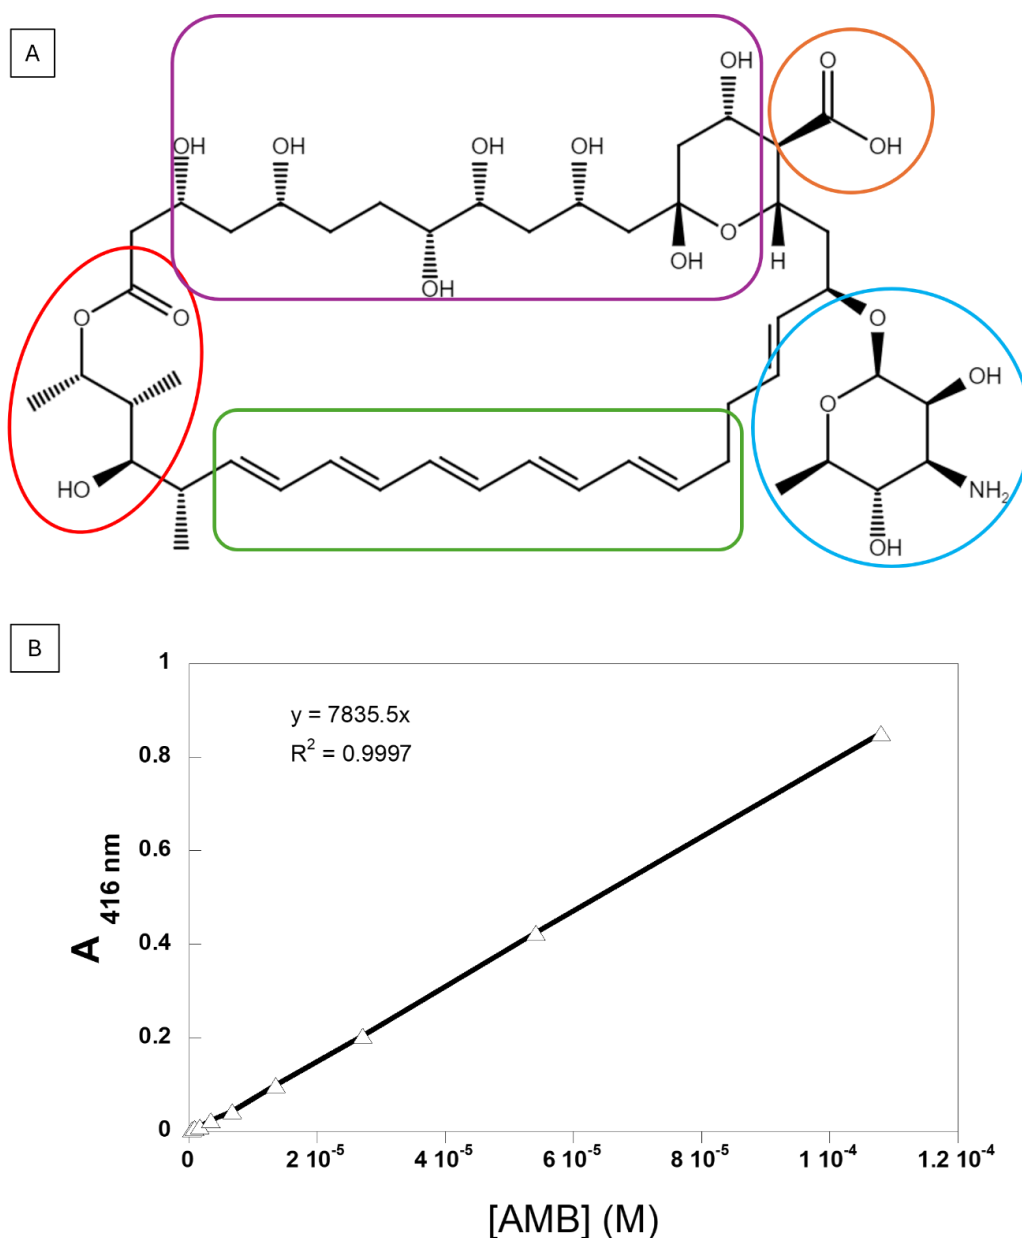 A
OH
O
OH
OH
OH
OH
OH
OH
OH
O
H
OH
O
O
O
OH
O
HO
NH2
OH
B
1
y = 7835.5x
R2 = 0.9997
0.8
0.6
0.4
0.2
0
A 416 nm
0
2 10-5
4 10-5
6 10-5
8 10-5
1 10-4
1.2 10-4
[AMB] (M)